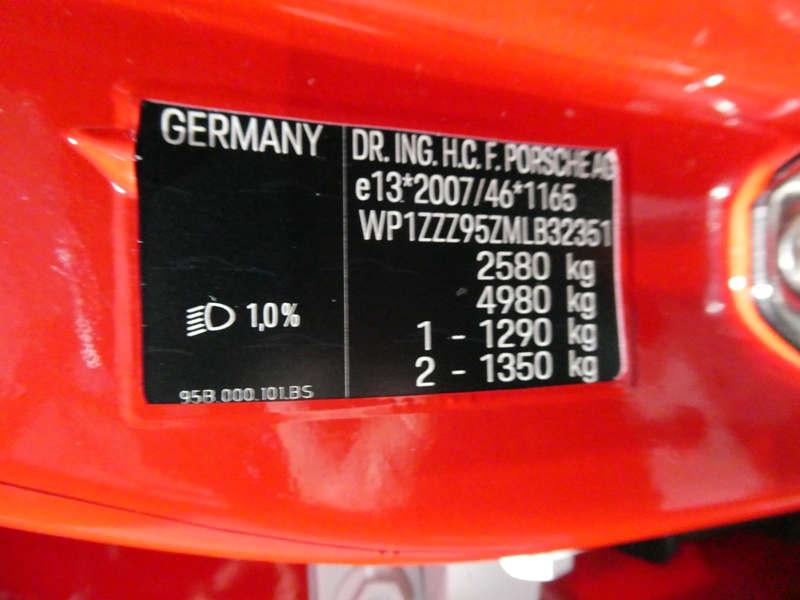 GERMANY
1,0%
95B.000.101.BS
DR. ING. H.C. F. PORSCHE AG
e13*2007/46*1165
WP1ZZZ95ZMLB32351
2580 kg
4980 kg
1 - 1290 kg
2 - 1350 kg